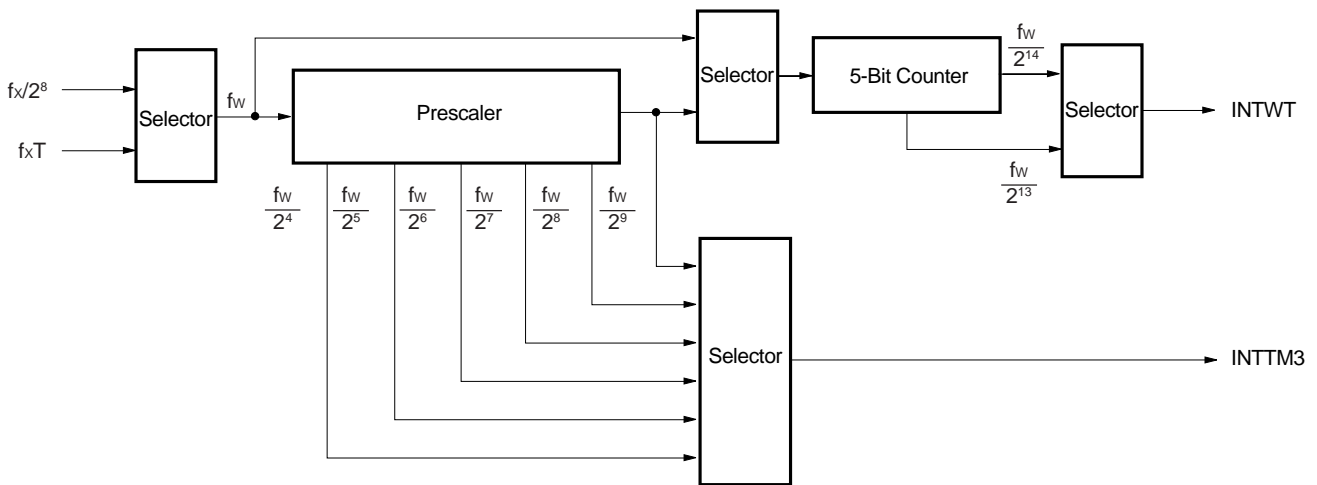 fx/2⁸
fxT
Selector
fw
Prescaler
Selector
5-Bit Counter
fw
2¹⁴
fw
2¹³
Selector
INTWT
fw
2⁴
fw
2⁵
fw
2⁶
fw
2⁷
fw
2⁸
fw
2⁹
Selector
INTTM3